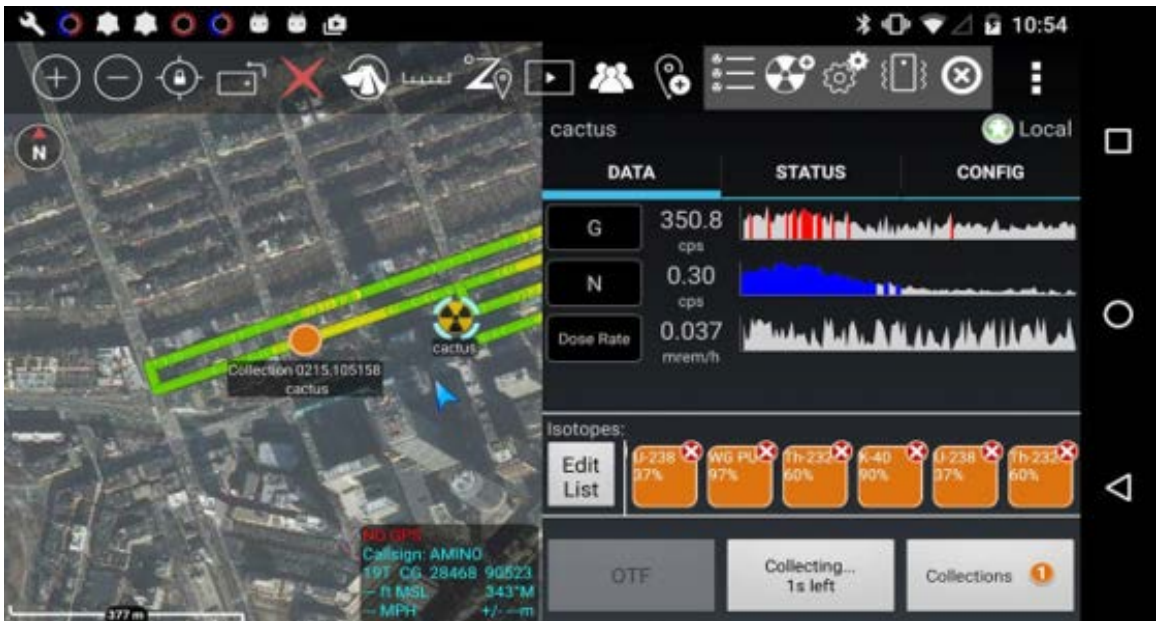 10:54
N
cactus
Collection 0215.105158
cactus
377 m
NO GPS
Callsign: AMINO
19T CG 28468 90523
-- ft MSL 343°M
-- MPH +/- --m
cactus
Local
DATA STATUS CONFIG
G 350.8
cps
N 0.30
cps
Dose Rate 0.037
mrem/h
Isotopes:
Edit
List
U-238
37%
WG PU
97%
Th-232
60%
K-40
90%
U-238
37%
Th-232
60%
OTF
Collecting...
1s left
Collections 1